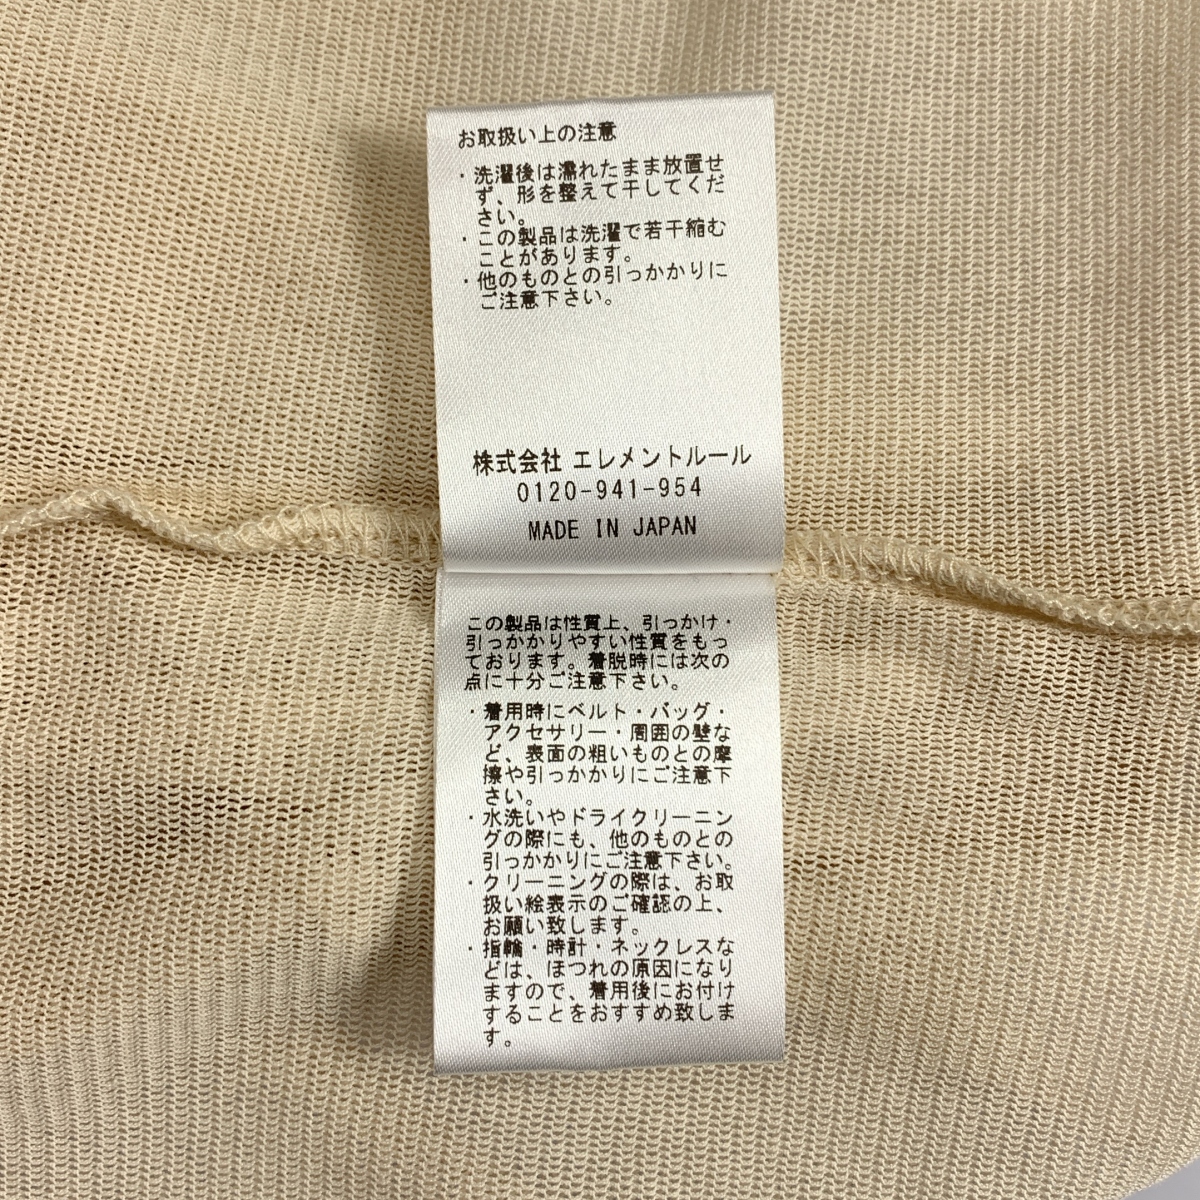 お取扱い上の注意
・洗濯後は濡れたまま放置せ
ず、形を整えて干してくだ
さい。
・この製品は洗濯で若干縮む
ことがあります。
・他のものとの引っかかりに
ご注意下さい。
株式会社 エレメントルール
0120-941-954
MADE IN JAPAN
この製品は性質上、引っかけ・
引っかかりやすい性質をもっ
ております。着脱時には次の
点に十分ご注意下さい。
・着用時にベルト・バッグ・
アクセサリー・周囲の壁な
ど、表面の粗いものとの摩
擦や引っかかりにご注意下
さい。
・水洗いやドライクリーニン
グの際にも、他のものとの
引っかかりにご注意下さい。
・クリーニングの際は、お取
扱い絵表示のご確認の上、
お願い致します。
・指輪・時計・ネックレスな
どは、ほつれの原因になり
ますので、着用後にお付け
することをおすすめ致しま
す。